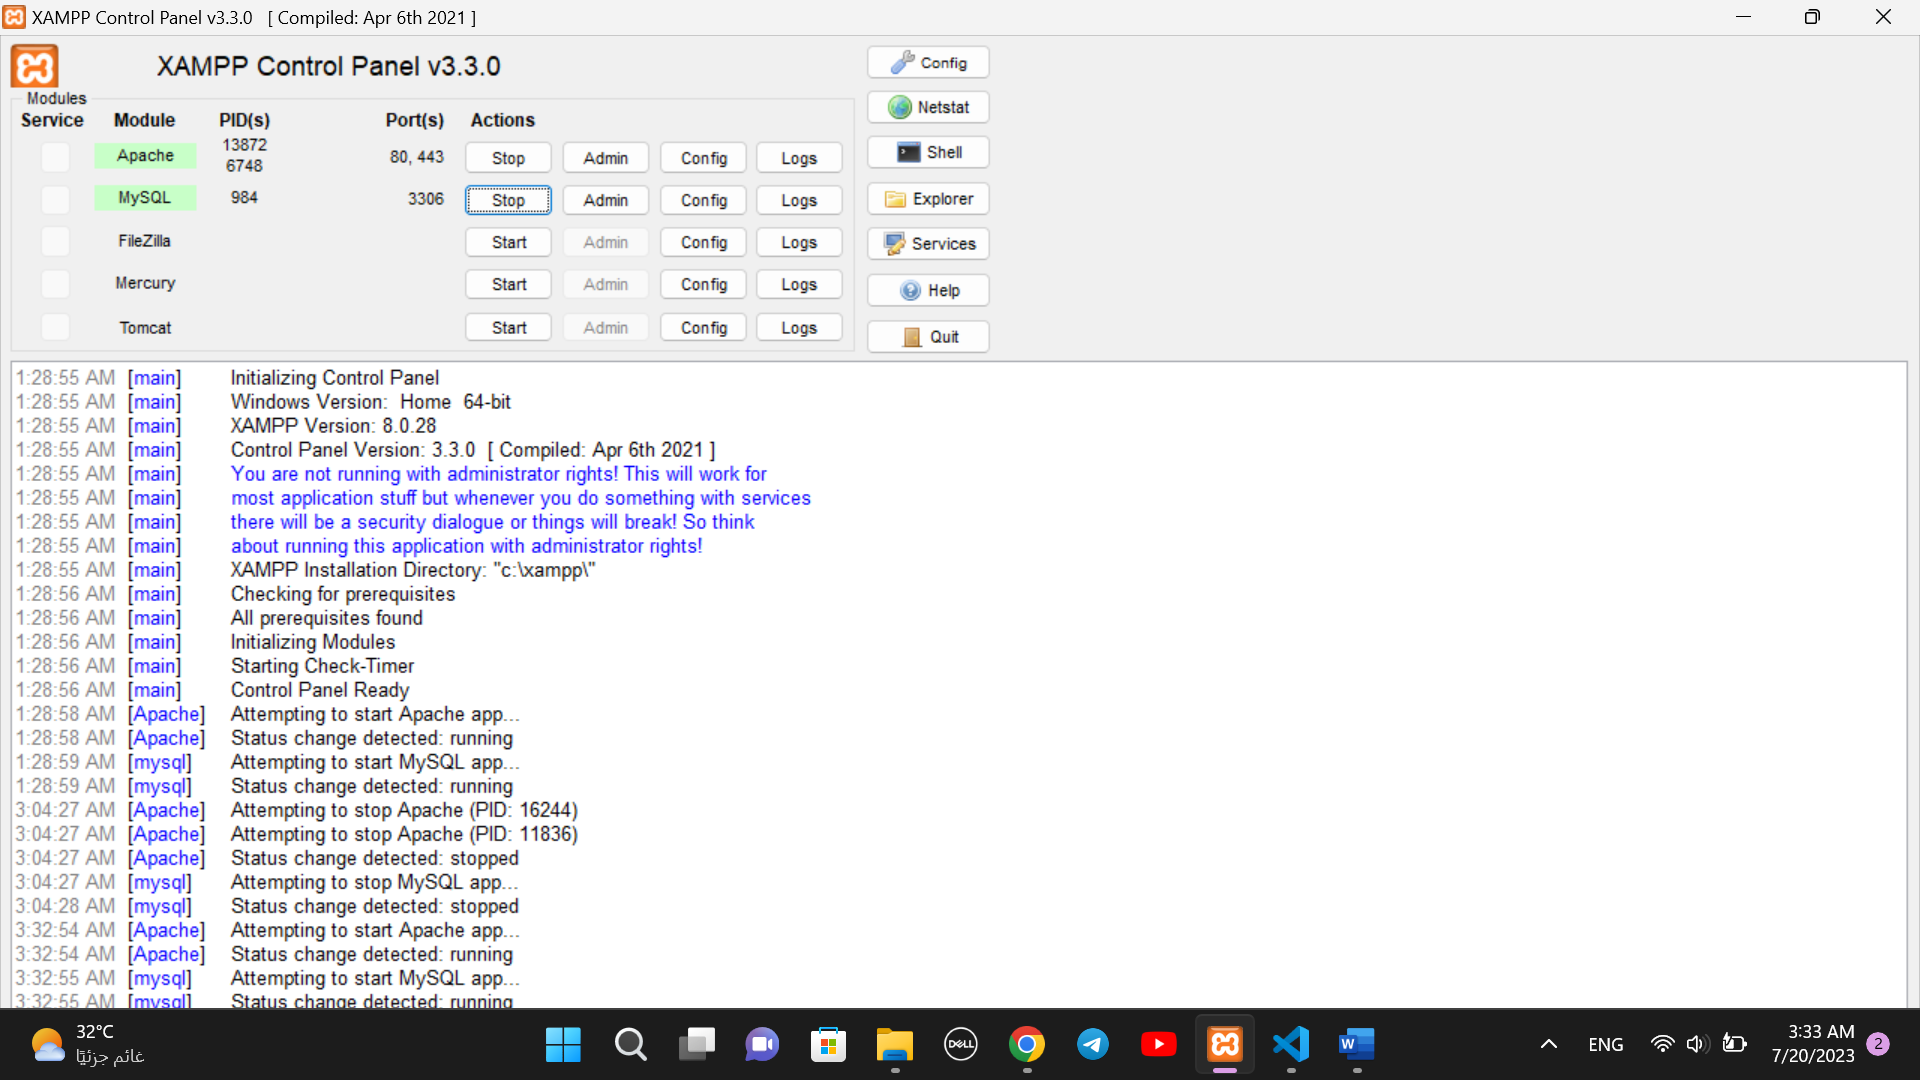 XAMPP Control Panel v3.3.0 [ Compiled: Apr 6th 2021 ]
XAMPP Control Panel v3.3.0
Config
Modules
Netstat
Service Module PID(s) Port(s) Actions
Apache 13872 6748 80, 443 Stop Admin Config Logs
Shell
MySQL 984 3306 Stop Admin Config Logs
Explorer
FileZilla Start Admin Config Logs
Services
Mercury Start Admin Config Logs
Help
Tomcat Start Admin Config Logs
Quit
1:28:55 AM [main] Initializing Control Panel
1:28:55 AM [main] Windows Version: Home 64-bit
1:28:55 AM [main] XAMPP Version: 8.0.28
1:28:55 AM [main] Control Panel Version: 3.3.0 [ Compiled: Apr 6th 2021 ]
1:28:55 AM [main] You are not running with administrator rights! This will work for
1:28:55 AM [main] most application stuff but whenever you do something with services
1:28:55 AM [main] there will be a security dialogue or things will break! So think
1:28:55 AM [main] about running this application with administrator rights!
1:28:55 AM [main] XAMPP Installation Directory: "c:\xampp\"
1:28:56 AM [main] Checking for prerequisites
1:28:56 AM [main] All prerequisites found
1:28:56 AM [main] Initializing Modules
1:28:56 AM [main] Starting Check-Timer
1:28:56 AM [main] Control Panel Ready
1:28:58 AM [Apache] Attempting to start Apache app...
1:28:58 AM [Apache] Status change detected: running
1:28:59 AM [mysql] Attempting to start MySQL app...
1:28:59 AM [mysql] Status change detected: running
3:04:27 AM [Apache] Attempting to stop Apache (PID: 16244)
3:04:27 AM [Apache] Attempting to stop Apache (PID: 11836)
3:04:27 AM [Apache] Status change detected: stopped
3:04:27 AM [mysql] Attempting to stop MySQL app...
3:04:28 AM [mysql] Status change detected: stopped
3:32:54 AM [Apache] Attempting to start Apache app...
3:32:54 AM [Apache] Status change detected: running
3:32:55 AM [mysql] Attempting to start MySQL app...
3:32:55 AM [mysql] Status change detected: running
32°C
غائم جزئيًا
DELL
W
ENG
3:33 AM
7/20/2023
2